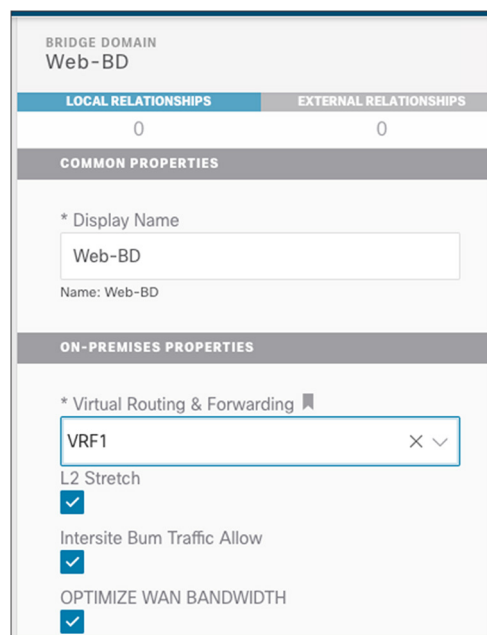 BRIDGE DOMAIN
Web-BD
LOCAL RELATIONSHIPS EXTERNAL RELATIONSHIPS
0 0
COMMON PROPERTIES
* Display Name
Web-BD
Name: Web-BD
ON-PREMISES PROPERTIES
* Virtual Routing & Forwarding
VRF1
L2 Stretch
Intersite Bum Traffic Allow
OPTIMIZE WAN BANDWIDTH